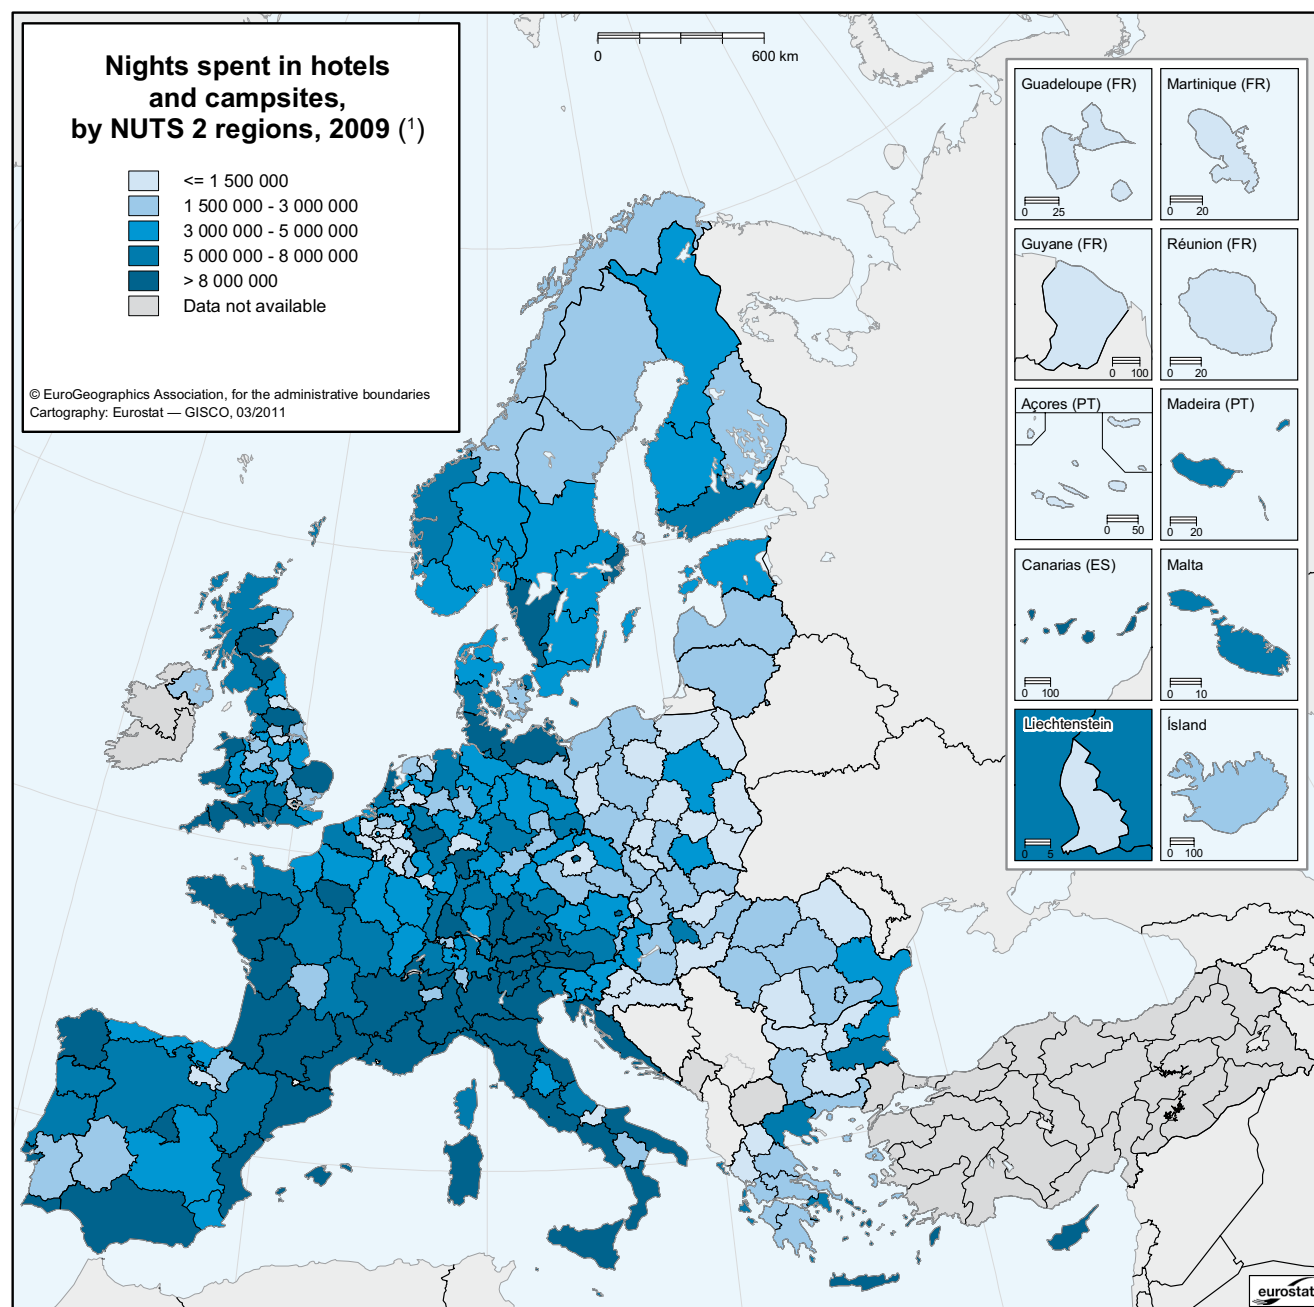 Nights spent in hotels
and campsites,
by NUTS 2 regions, 2009 (¹)
<= 1 500 000
1 500 000 - 3 000 000
3 000 000 - 5 000 000
5 000 000 - 8 000 000
> 8 000 000
Data not available
© EuroGeographics Association, for the administrative boundaries
Cartography: Eurostat — GISCO, 03/2011
0 600 km
Guadeloupe (FR)
0 25
Martinique (FR)
0 20
Guyane (FR)
0 100
Réunion (FR)
0 20
Açores (PT)
0 50
Madeira (PT)
0 20
Canarias (ES)
0 100
Malta
0 10
Liechtenstein
0 5
Ísland
0 100
eurostat